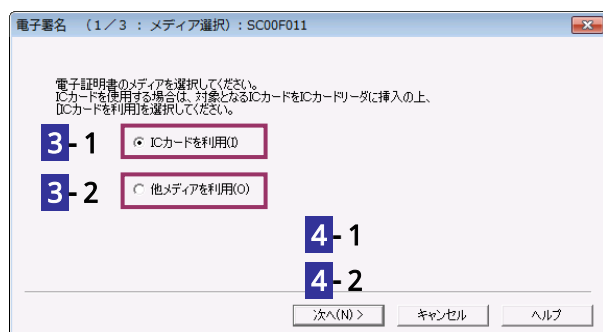 電子署名 (1/3 : メディア選択) : SC00F011
電子証明書のメディアを選択してください。
ICカードを使用する場合は、対象となるICカードをICカードリーダに挿入の上、
[ICカードを利用]を選択してください。
3 - 1 ICカードを利用(I)
3 - 2 他メディアを利用(O)
4 - 1
4 - 2
次へ(N) > キャンセル ヘルプ